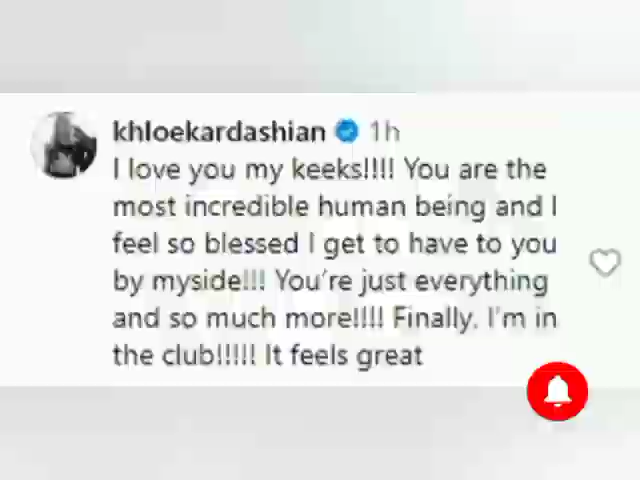 khloekardashian 1h
I love you my keeks!!!! You are the
most incredible human being and I
feel so blessed I get to have to you
by myside!!! You're just everything
and so much more!!!! Finally. I'm in
the club!!!!! It feels great